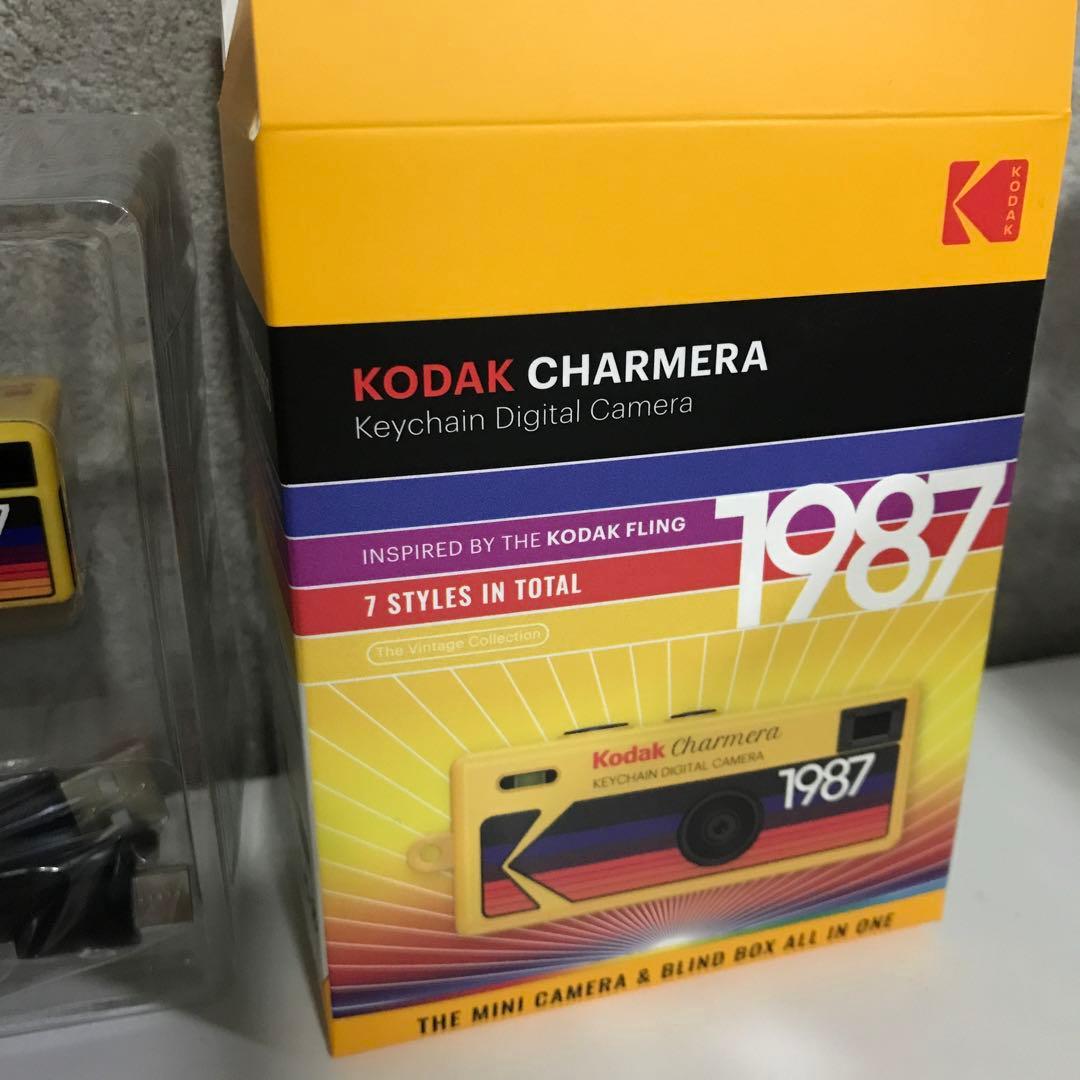 KODAK
KODAK CHARMERA
Keychain Digital Camera
1987
INSPIRED BY THE KODAK FLING
7 STYLES IN TOTAL
The Vintage Collection
Kodak Charmera
KEYCHAIN DIGITAL CAMERA
1987
THE MINI CAMERA & BLIND BOX ALL IN ONE
7